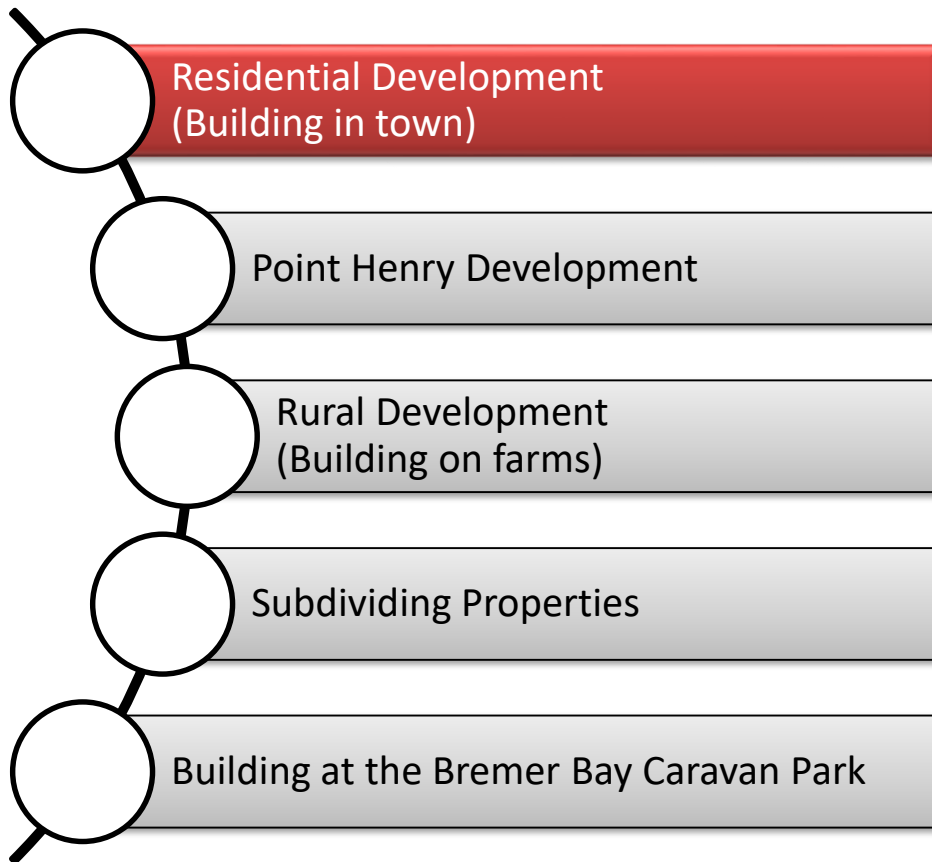 Residential Development
(Building in town)
Point Henry Development
Rural Development
(Building on farms)
Subdividing Properties
Building at the Bremer Bay Caravan Park